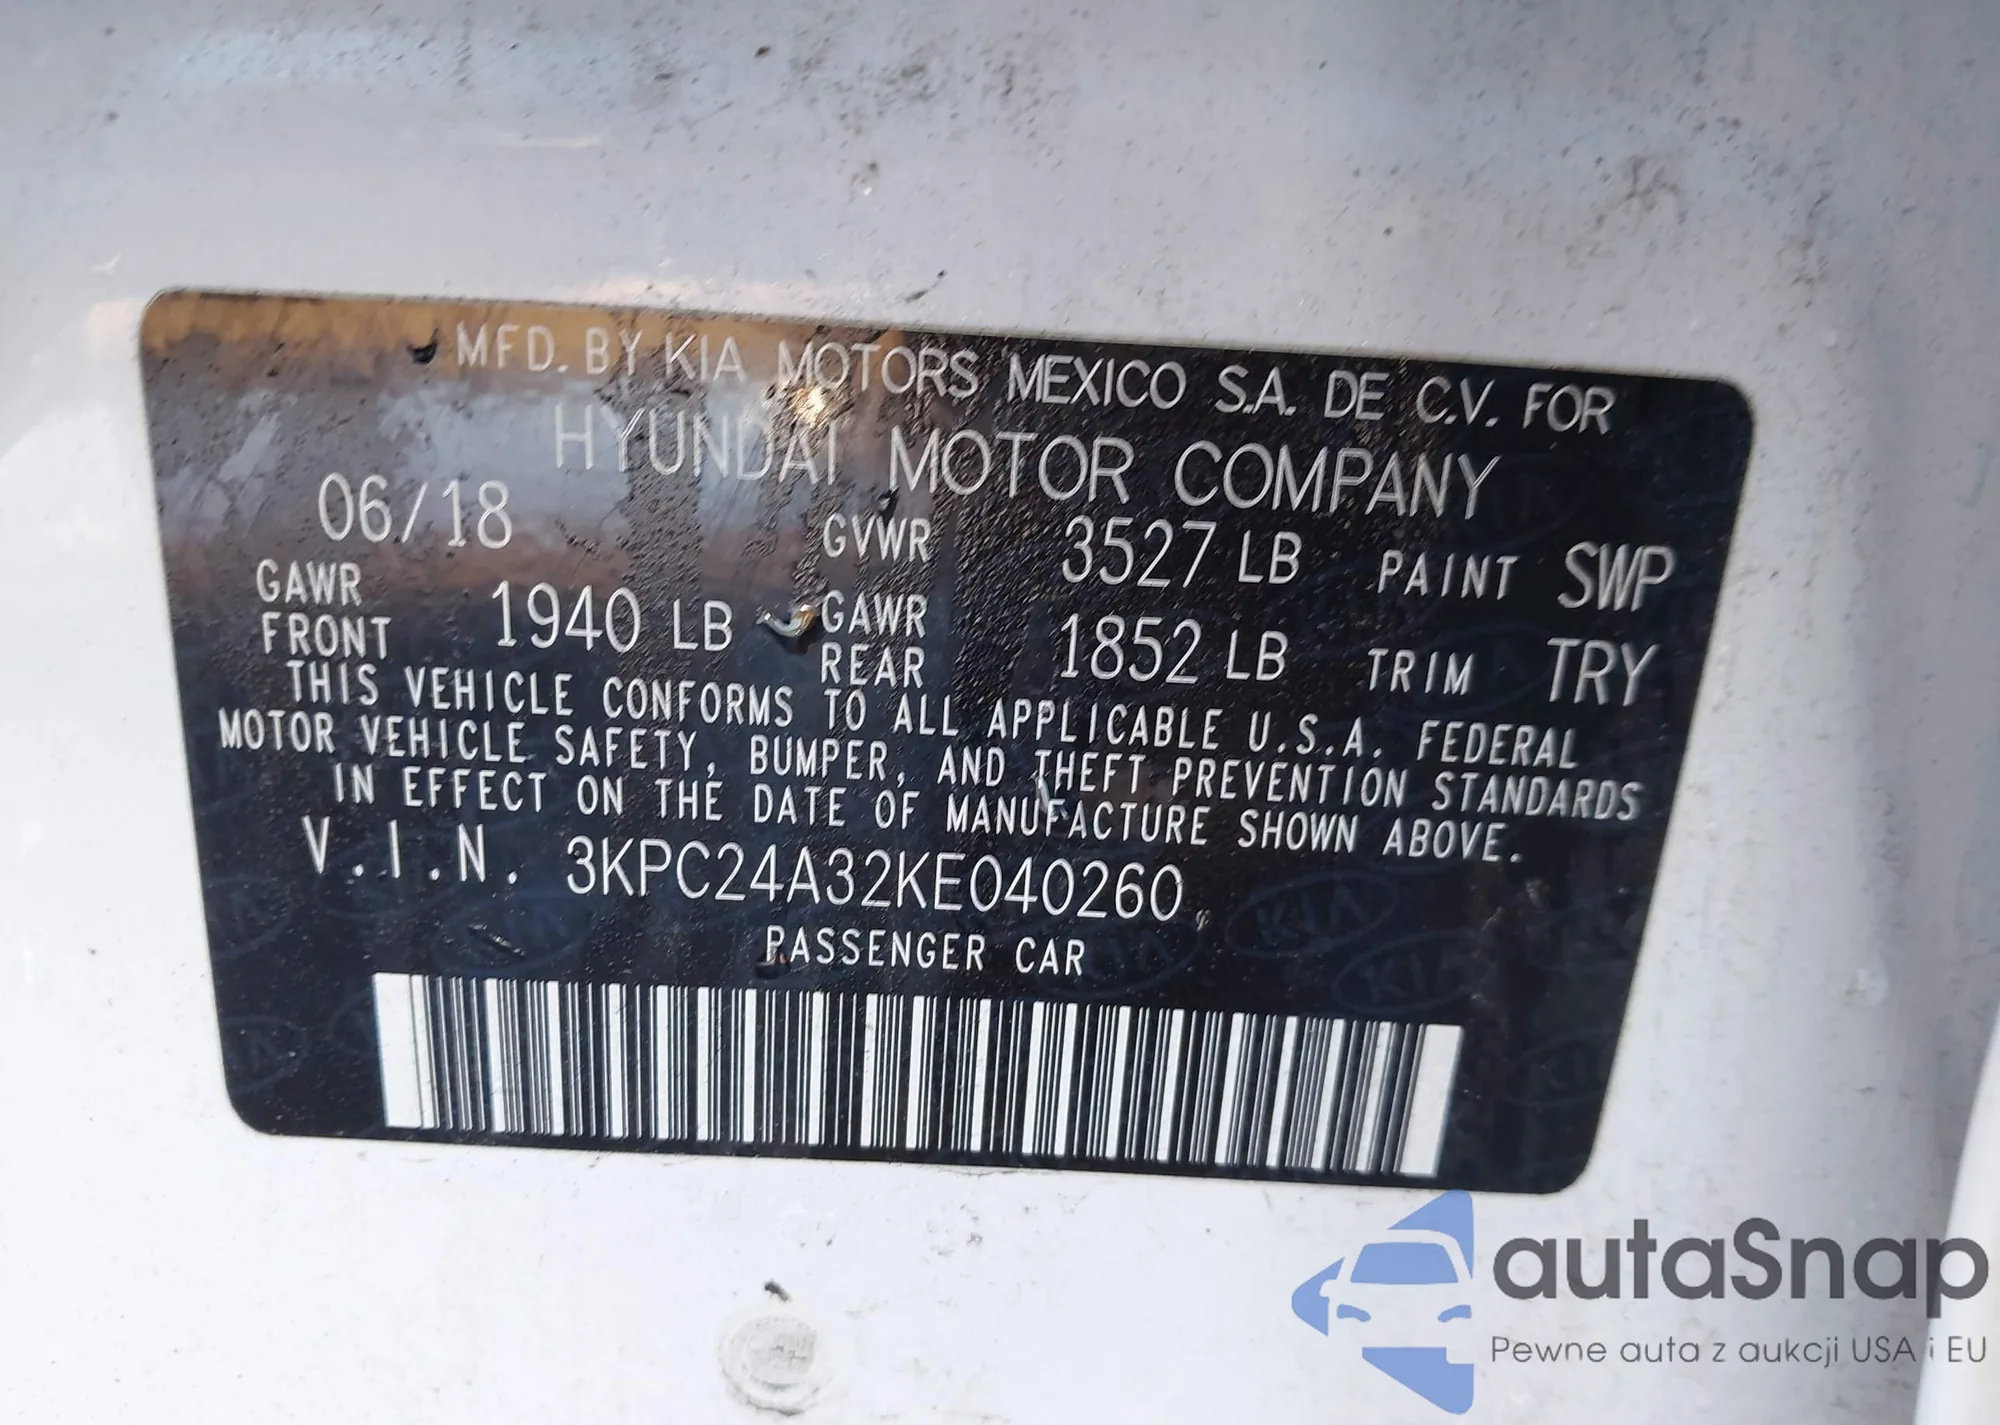 MFD. BY KIA MOTORS MEXICO S.A. DE C.V. FOR
HYUNDAI MOTOR COMPANY
06/18 GVWR 3527 LB PAINT SWP
GAWR FRONT 1940 LB GAWR REAR 1852 LB TRIM TRY
THIS VEHICLE CONFORMS TO ALL APPLICABLE U.S.A. FEDERAL
MOTOR VEHICLE SAFETY, BUMPER, AND THEFT PREVENTION STANDARDS
IN EFFECT ON THE DATE OF MANUFACTURE SHOWN ABOVE.
V.I.N. 3KPC24A32KE040260
PASSENGER CAR
autaSnap
Pewne auta z aukcji USA i EU